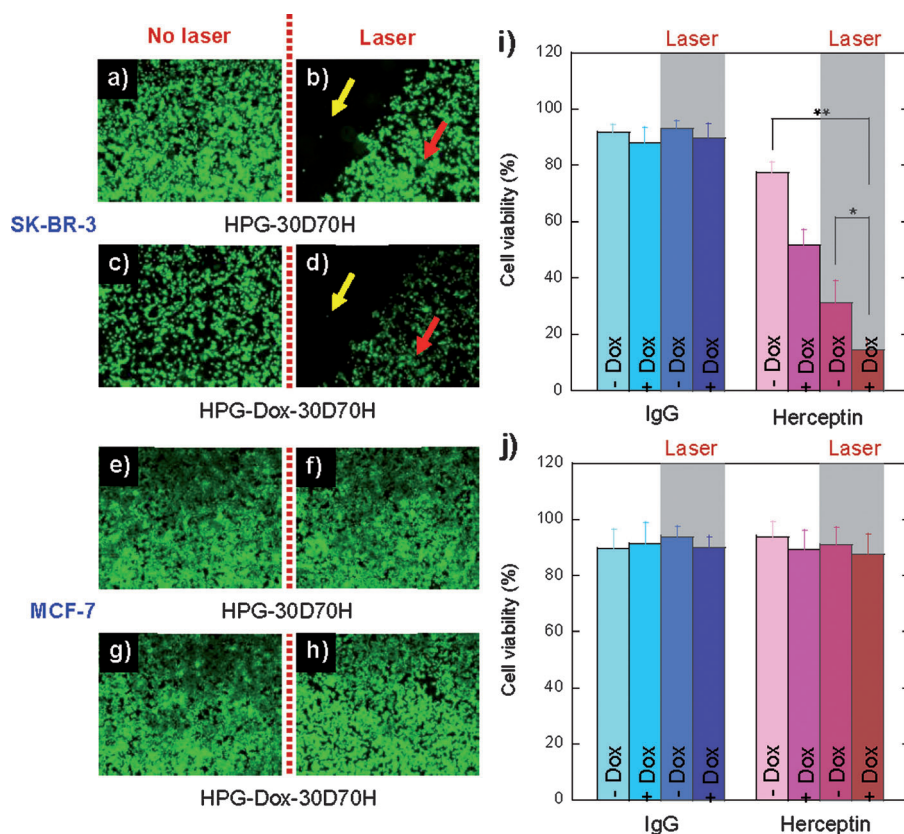 No laser
Laser
a)
b)
SK-BR-3
HPG-30D70H
c)
d)
HPG-Dox-30D70H
e)
f)
MCF-7
HPG-30D70H
g)
h)
HPG-Dox-30D70H
i)
Laser
Laser
Cell viability (%)
120
100
80
60
40
20
0
**
*
- Dox
+ Dox
- Dox
+ Dox
- Dox
+ Dox
- Dox
+ Dox
IgG
Herceptin
j)
Laser
Laser
Cell viability (%)
120
100
80
60
40
20
0
- Dox
+ Dox
- Dox
+ Dox
- Dox
+ Dox
- Dox
+ Dox
IgG
Herceptin